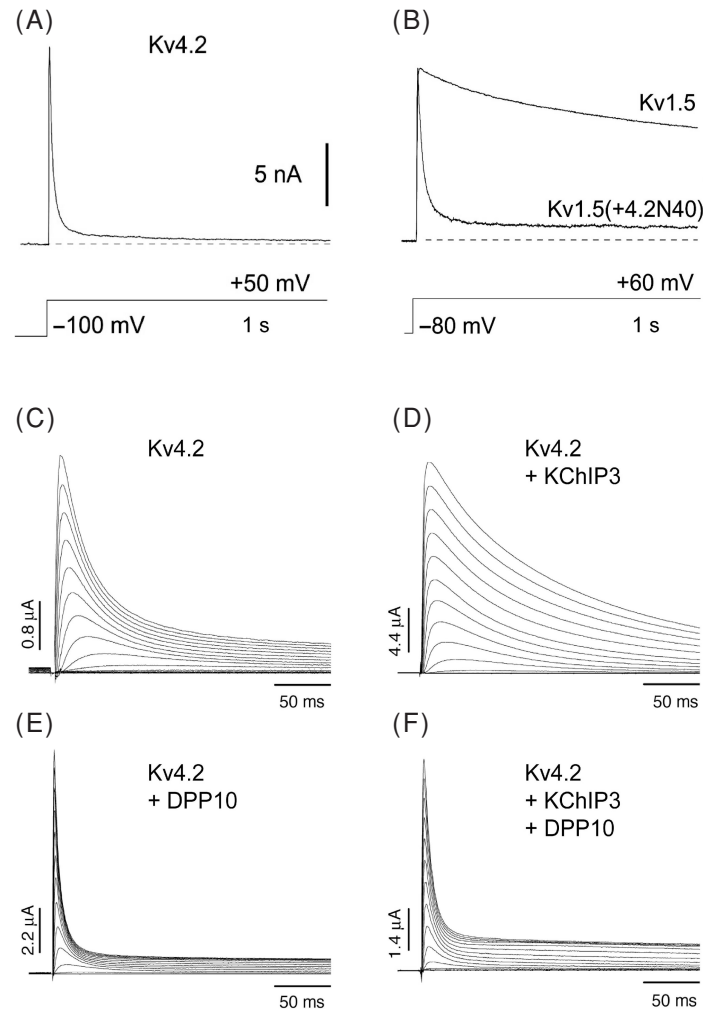 (A)
Kv4.2
5 nA
+50 mV
–100 mV
1 s
(B)
Kv1.5
Kv1.5(+4.2N40)
+60 mV
–80 mV
1 s
(C)
Kv4.2
0.8 µA
50 ms
(D)
Kv4.2
+ KChIP3
4.4 µA
50 ms
(E)
Kv4.2
+ DPP10
2.2 µA
50 ms
(F)
Kv4.2
+ KChIP3
+ DPP10
1.4 µA
50 ms